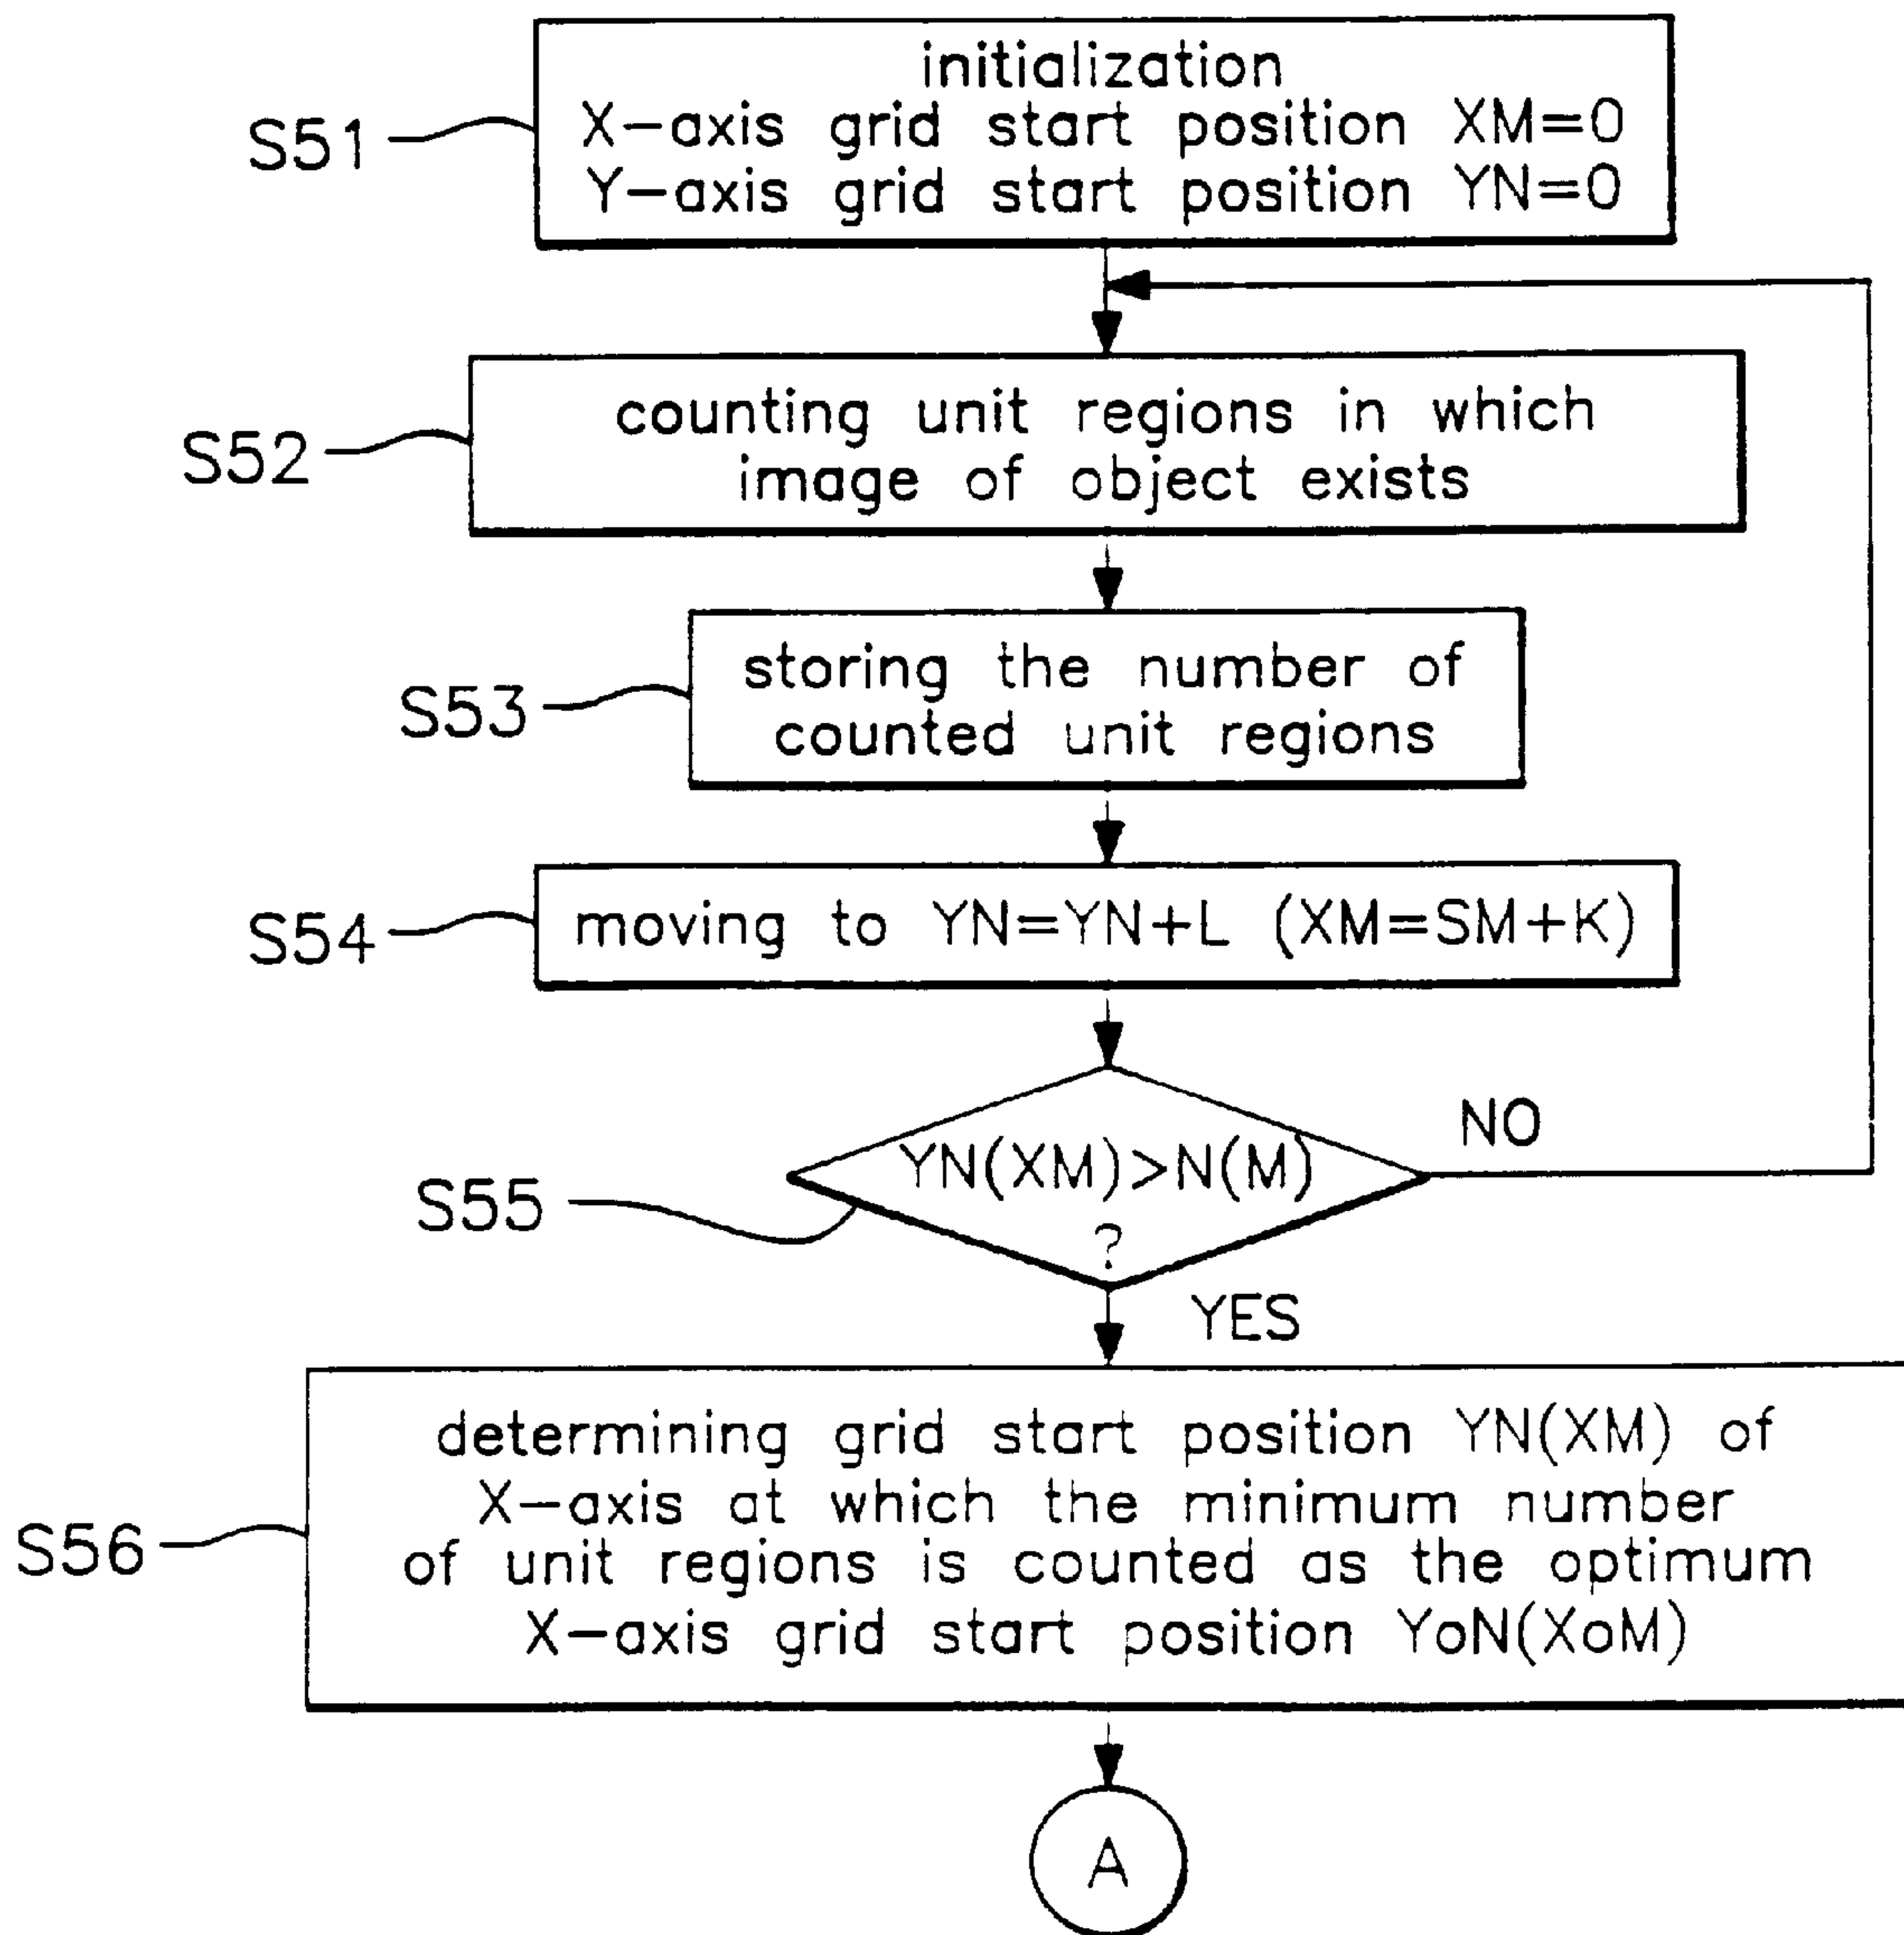 initialization
X-axis grid start position XM=0
Y-axis grid start position YN=0
S51
counting unit regions in which
image of object exists
S52
storing the number of
counted unit regions
S53
moving to YN=YN+L (XM=SM+K)
S54
YN(XM)>N(M)
?
NO
S55
YES
determining grid start position YN(XM) of
X-axis at which the minimum number
of unit regions is counted as the optimum
X-axis grid start position YoN(XoM)
S56
A